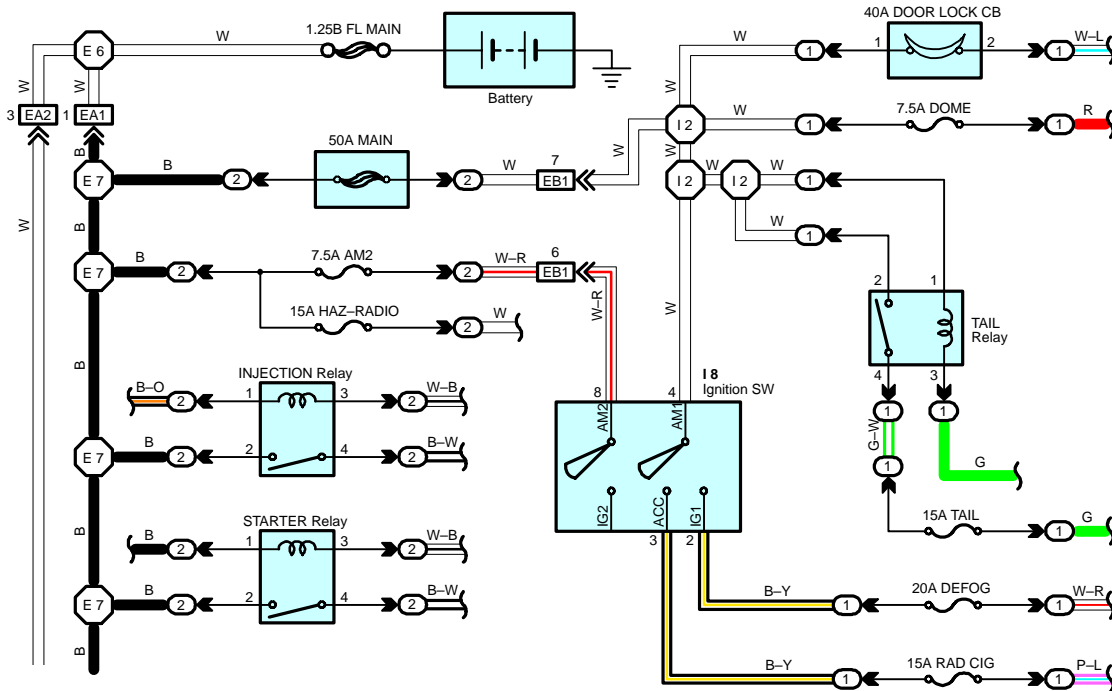 40A DOOR LOCK CB
1.25B FL MAIN
E 6
W
W
1
1
2
1
W–L
Battery
W
W
3 EA2
1 EA1
7.5A DOME
R
I 2
W
1
1
B
50A MAIN
B
7
W
W
E 7
2
2
W
EB1
I 2
W
I 2
W
1
W
1
W
B
7.5A AM2
W–R
6
B
E 7
2
2
EB1
2
1
15A HAZ–RADIO
W
2
W–R
W
TAIL
Relay
B
INJECTION Relay
I 8
Ignition SW
4
3
B–O
2
1
3
2
W–B
8
4
AM2
AM1
1
1
G–W
B
E 7
2
2
4
2
B–W
1
G
IG2
ACC
IG1
15A TAIL
1
G
B
STARTER Relay
3
2
B
2
1
3
2
W–B
B
E 7
2
2
4
2
B–W
B–Y
1
20A DEFOG
1
W–R
B
B–Y
1
15A RAD CIG
1
P–L